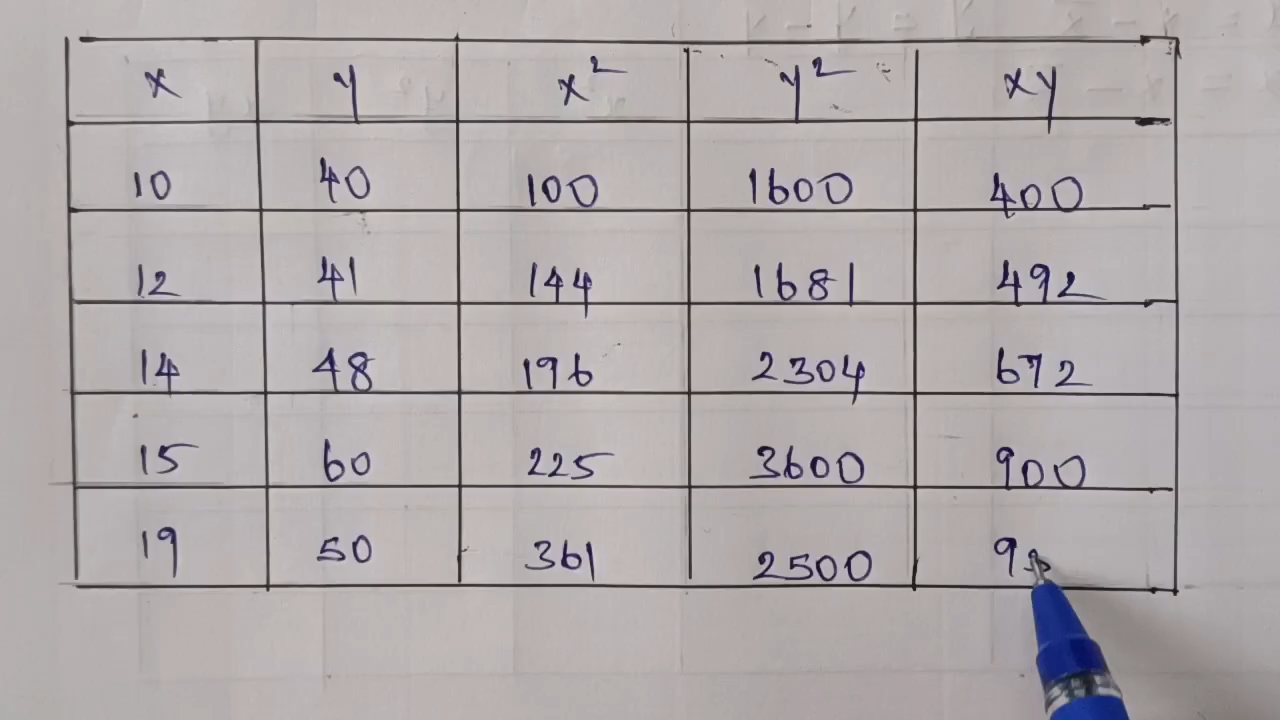 x y x² y² xy
10 40 100 1600 400
12 41 144 1681 492
14 48 196 2304 672
15 60 225 3600 900
19 50 361 2500 95